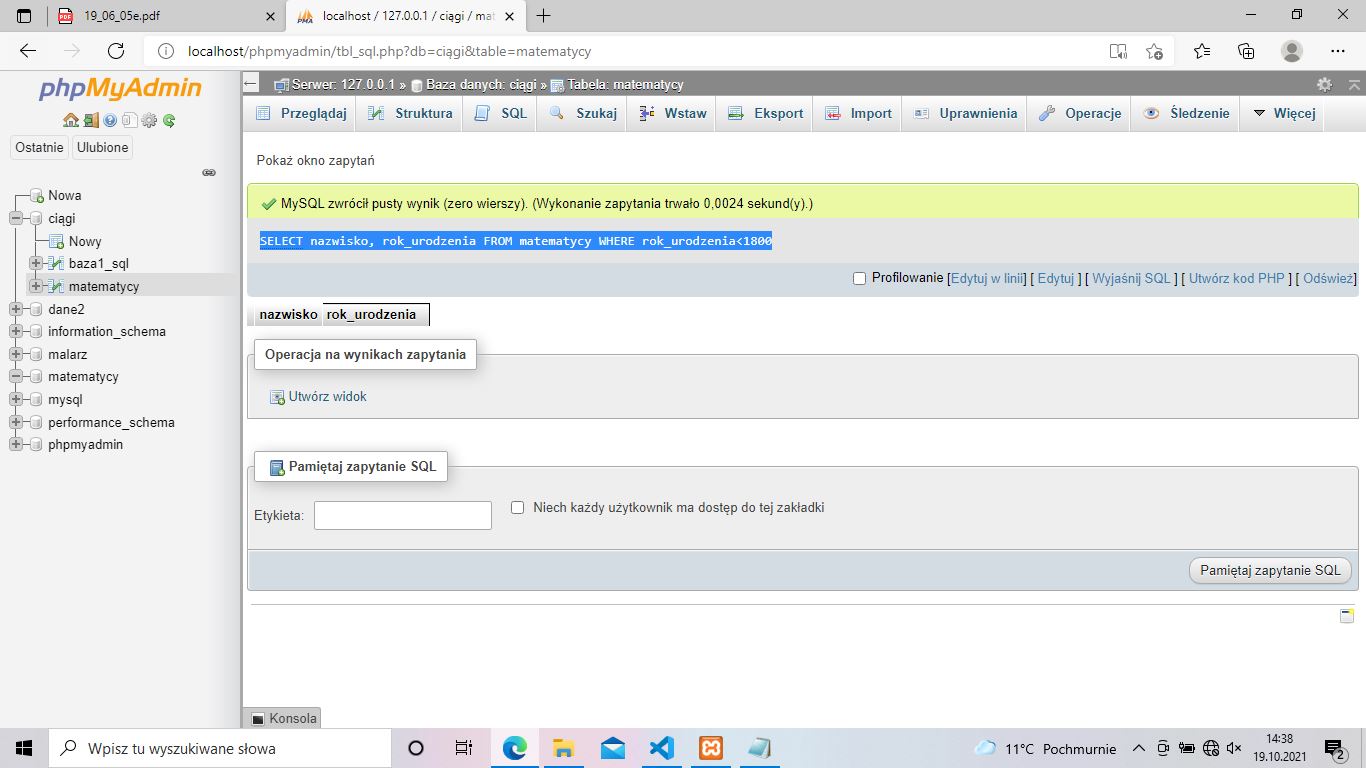 19_06_05e.pdf
localhost / 127.0.0.1 / ciągi / mat
localhost/phpmyadmin/tbl_sql.php?db=ciągi&table=matematycy
phpMyAdmin
Ostatnie Ulubione
Nowa
ciągi
Nowy
baza1_sql
matematycy
dane2
information_schema
malarz
matematycy
mysql
performance_schema
phpmyadmin
Serwer: 127.0.0.1 » Baza danych: ciągi » Tabela: matematycy
Przeglądaj Struktura SQL Szukaj Wstaw Eksport Import Uprawnienia Operacje Śledzenie Więcej
Pokaż okno zapytań
MySQL zwrócił pusty wynik (zero wierszy). (Wykonanie zapytania trwało 0,0024 sekund(y).)
SELECT nazwisko, rok_urodzenia FROM matematycy WHERE rok_urodzenia<1800
Profilowanie [Edytuj w linii] [ Edytuj ] [ Wyjaśnij SQL ] [ Utwórz kod PHP ] [ Odśwież]
nazwisko rok_urodzenia
Operacja na wynikach zapytania
Utwórz widok
Pamiętaj zapytanie SQL
Etykieta: Niech każdy użytkownik ma dostęp do tej zakładki
Pamiętaj zapytanie SQL
Konsola
Wpisz tu wyszukiwane słowa
11°C Pochmurnie
14:38
19.10.2021
2